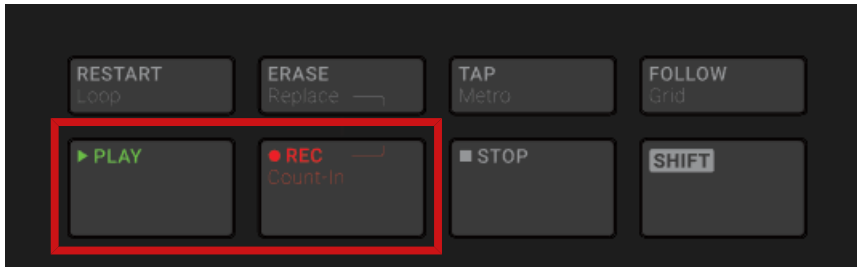 RESTART
Loop
ERASE
Replace
TAP
Metro
FOLLOW
Grid
PLAY
REC
Count-In
STOP
SHIFT